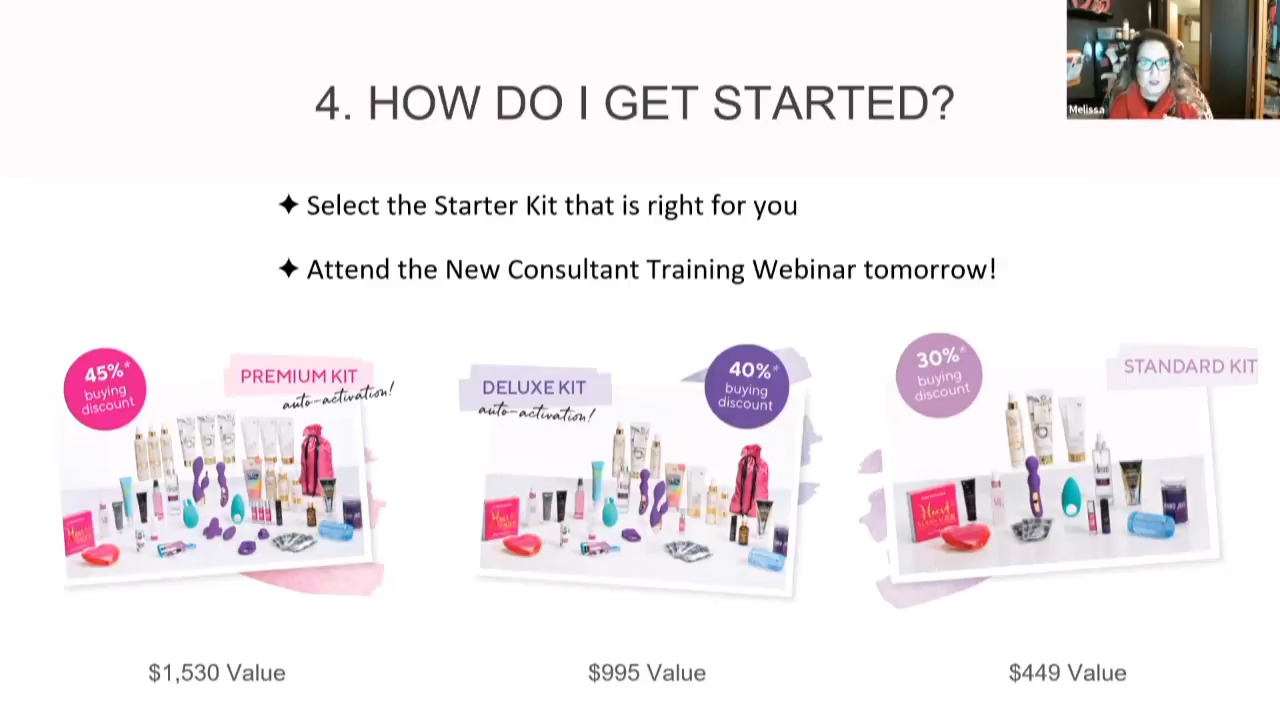 Melissa
4. HOW DO I GET STARTED?
✦ Select the Starter Kit that is right for you
✦ Attend the New Consultant Training Webinar tomorrow!
45%*
buying
discount
PREMIUM KIT
auto-activation!
DELUXE KIT
auto-activation!
40%*
buying
discount
30%*
buying
discount
STANDARD KIT
$1,530 Value
$995 Value
$449 Value